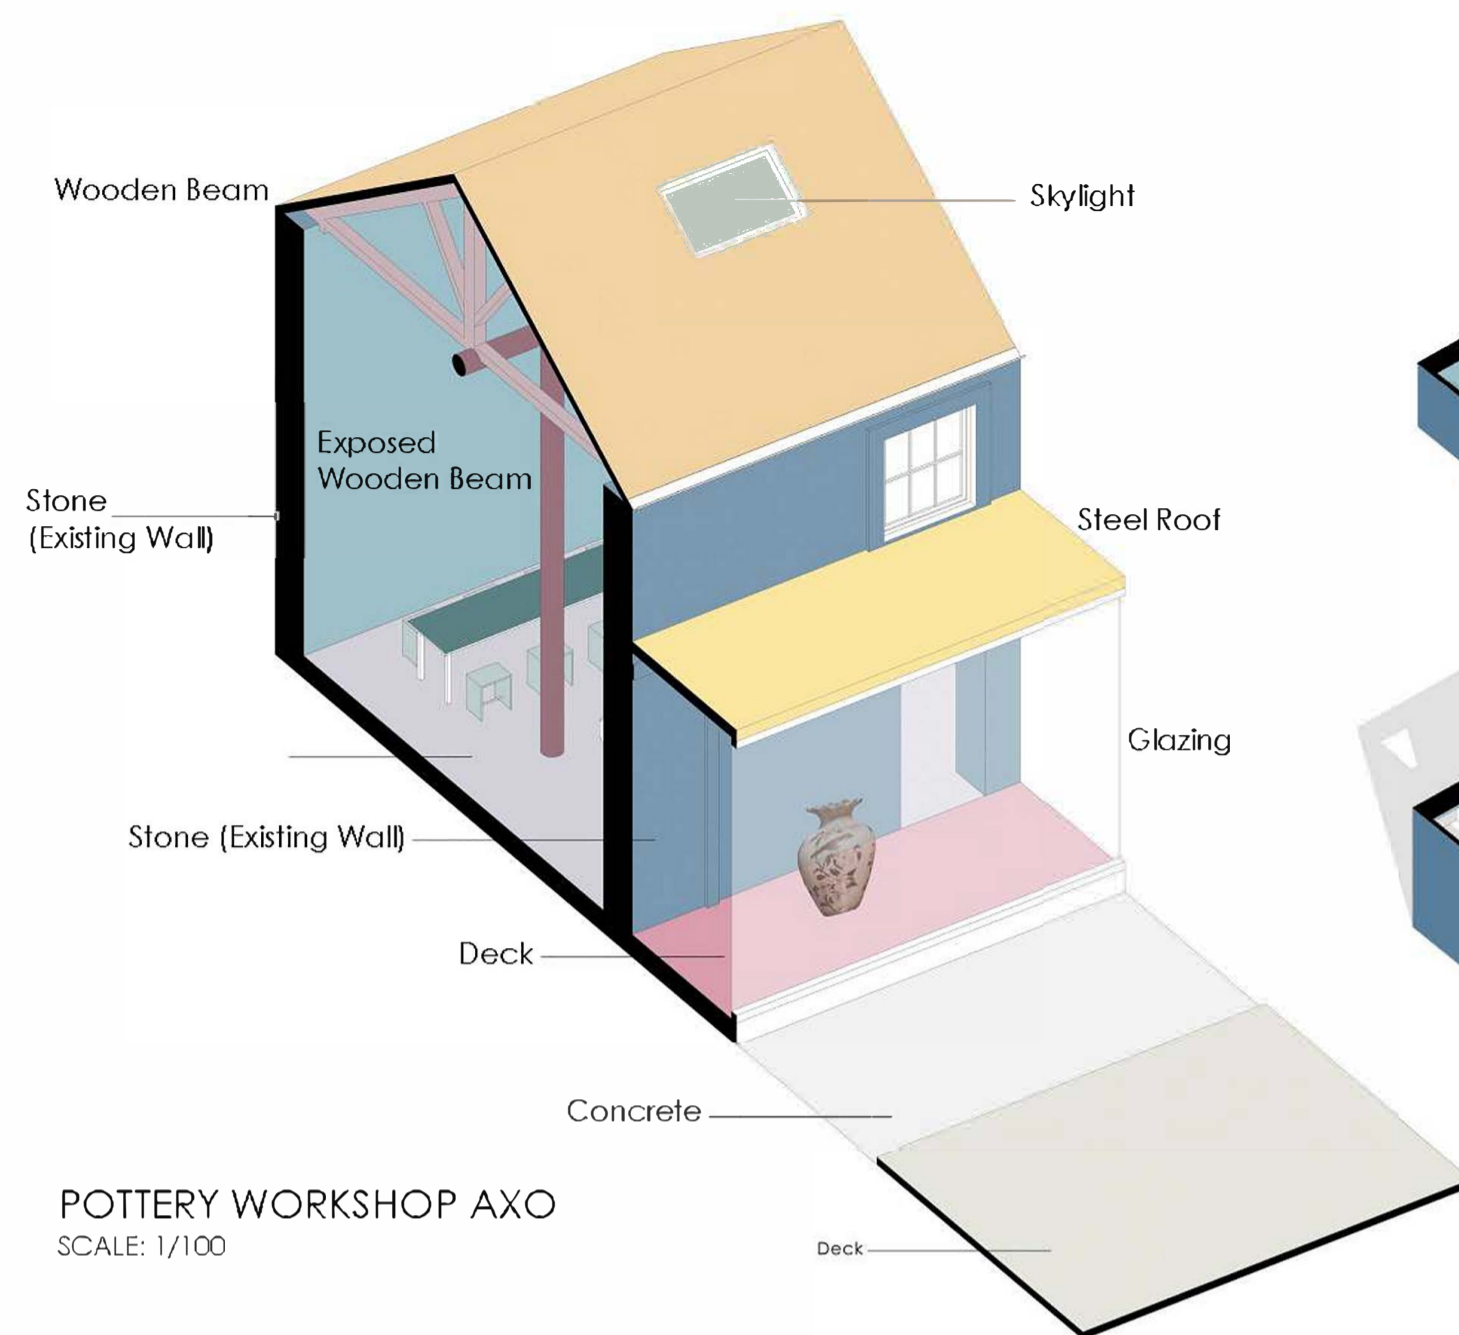 Wooden Beam
Skylight
Exposed
Wooden Beam
Stone
(Existing Wall)
Steel Roof
Glazing
Stone (Existing Wall)
Deck
Concrete
POTTERY WORKSHOP AXO
SCALE: 1/100
Deck